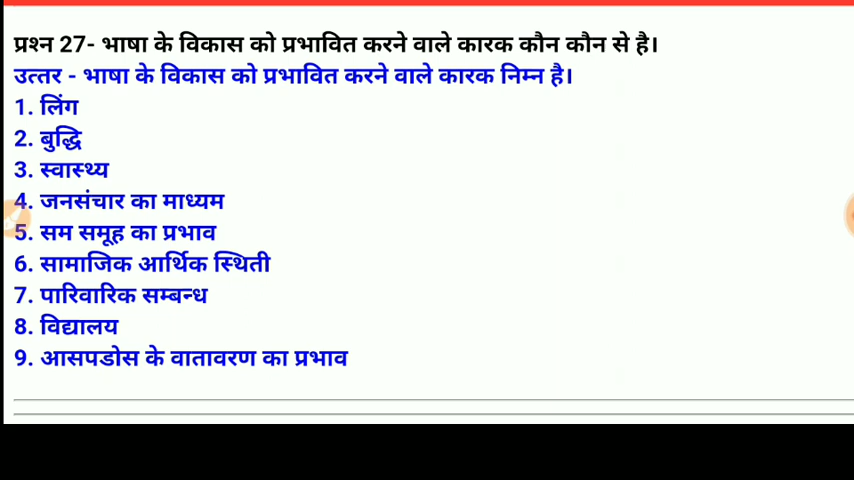 प्रश्न 27- भाषा के विकास को प्रभावित करने वाले कारक कौन कौन से है।
उत्तर - भाषा के विकास को प्रभावित करने वाले कारक निम्न है।
1. लिंग
2. बुद्धि
3. स्वास्थ्य
4. जनसंचार का माध्यम
5. सम समूह का प्रभाव
6. सामाजिक आर्थिक स्थिती
7. पारिवारिक सम्बन्ध
8. विद्यालय
9. आसपडोस के वातावरण का प्रभाव